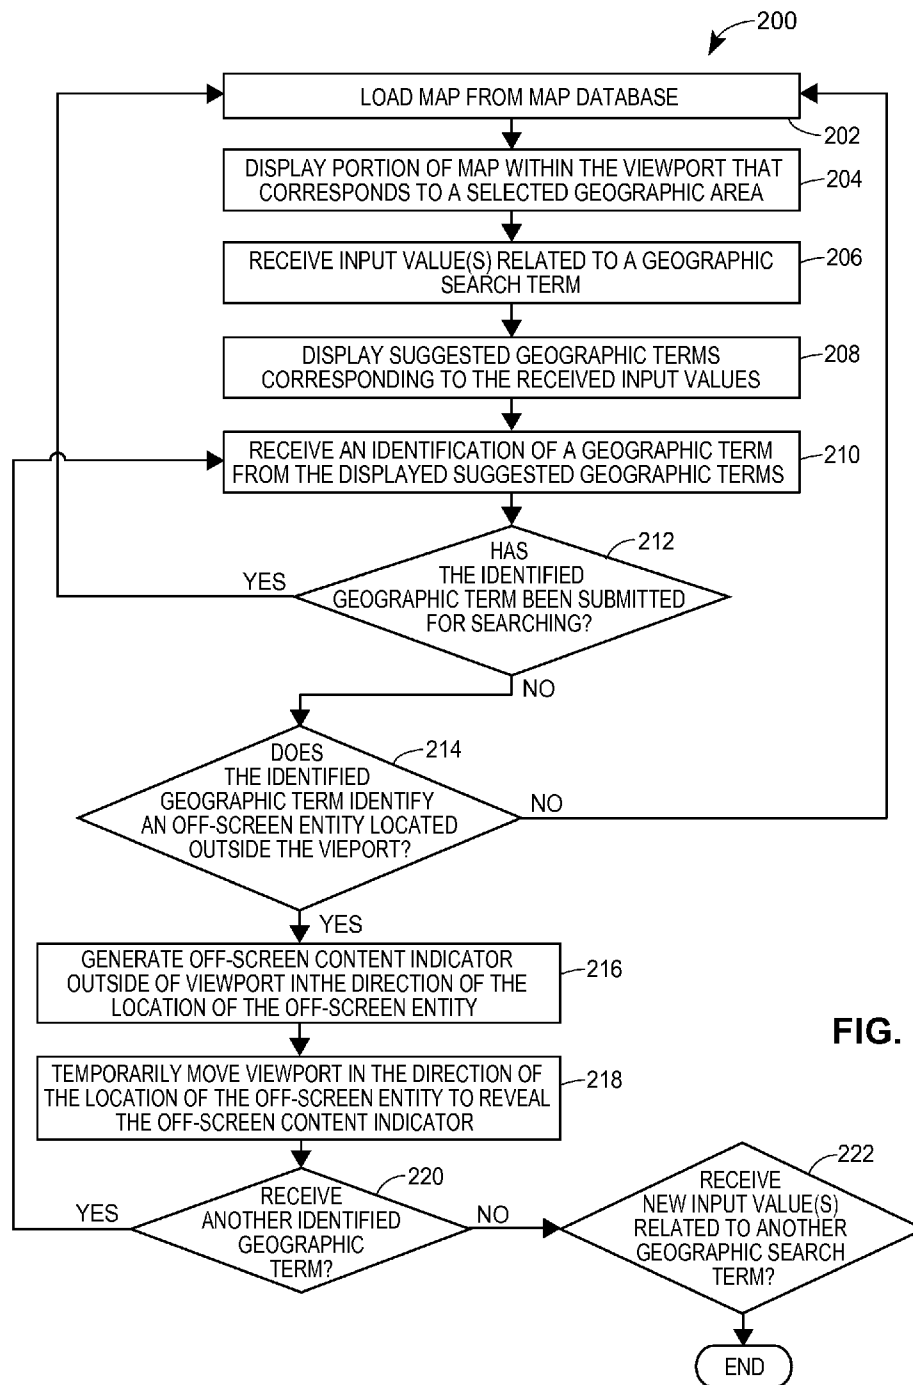 200
LOAD MAP FROM MAP DATABASE
202
DISPLAY PORTION OF MAP WITHIN THE VIEWPORT THAT
CORRESPONDS TO A SELECTED GEOGRAPHIC AREA
204
RECEIVE INPUT VALUE(S) RELATED TO A GEOGRAPHIC
SEARCH TERM
206
DISPLAY SUGGESTED GEOGRAPHIC TERMS
CORRESPONDING TO THE RECEIVED INPUT VALUES
208
RECEIVE AN IDENTIFICATION OF A GEOGRAPHIC TERM
FROM THE DISPLAYED SUGGESTED GEOGRAPHIC TERMS
210
HAS
THE IDENTIFIED
GEOGRAPHIC TERM BEEN SUBMITTED
FOR SEARCHING?
212
YES
NO
DOES
THE IDENTIFIED
GEOGRAPHIC TERM IDENTIFY
AN OFF-SCREEN ENTITY LOCATED
OUTSIDE THE VIEPORT?
214
NO
YES
GENERATE OFF-SCREEN CONTENT INDICATOR
OUTSIDE OF VIEWPORT INTHE DIRECTION OF THE
LOCATION OF THE OFF-SCREEN ENTITY
216
FIG.
TEMPORARILY MOVE VIEWPORT IN THE DIRECTION OF
THE LOCATION OF THE OFF-SCREEN ENTITY TO REVEAL
THE OFF-SCREEN CONTENT INDICATOR
218
RECEIVE
ANOTHER IDENTIFIED
GEOGRAPHIC
TERM?
220
YES
NO
RECEIVE
NEW INPUT VALUE(S)
RELATED TO ANOTHER
GEOGRAPHIC SEARCH
TERM?
222
END